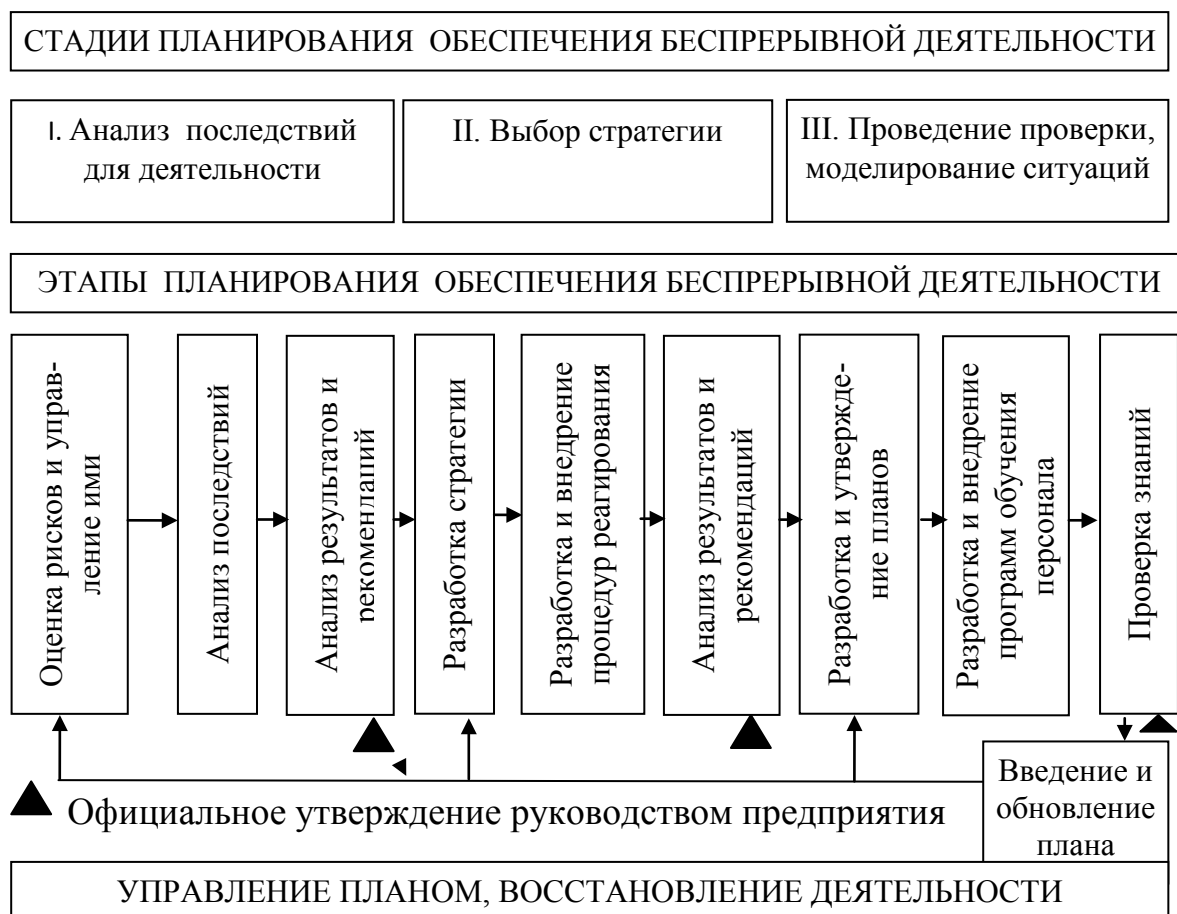 СТАДИИ ПЛАНИРОВАНИЯ ОБЕСПЕЧЕНИЯ БЕСПРЕРЫВНОЙ ДЕЯТЕЛЬНОСТИ
I. Анализ последствий
для деятельности
II. Выбор стратегии
III. Проведение проверки,
моделирование ситуаций
ЭТАПЫ ПЛАНИРОВАНИЯ ОБЕСПЕЧЕНИЯ БЕСПРЕРЫВНОЙ ДЕЯТЕЛЬНОСТИ
Оценка рисков и управ-
ление ими
Анализ последствий
Анализ результатов и
рекомендаций
Разработка стратегии
Разработка и внедрение
процедур реагирования
Анализ результатов и
рекомендаций
Разработка и утвержде-
ние планов
Разработка и внедрение
программ обучения
персонала
Проверка знаний
Введение и
обновление
плана
Официальное утверждение руководством предприятия
УПРАВЛЕНИЕ ПЛАНОМ, ВОССТАНОВЛЕНИЕ ДЕЯТЕЛЬНОСТИ